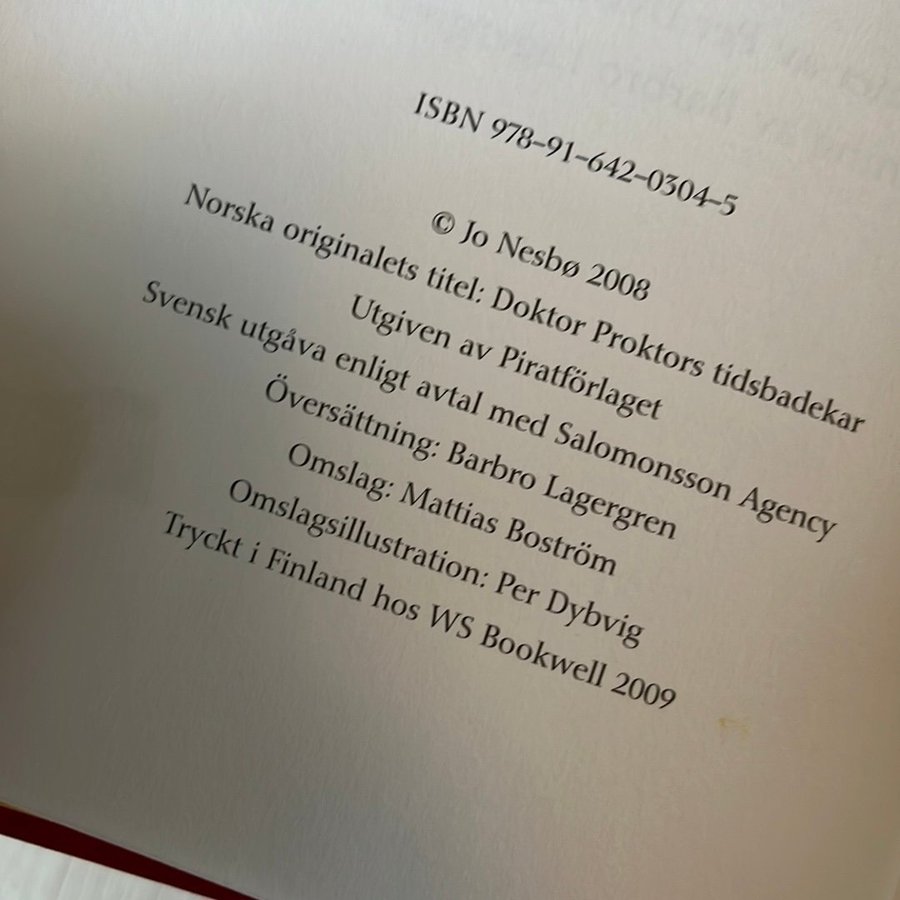 ISBN 978–91–642–0304–5
© Jo Nesbø 2008
Norska originalets titel: Doktor Proktors tidsbadekar
Utgiven av Piratförlaget
Svensk utgåva enligt avtal med Salomonsson Agency
Översättning: Barbro Lagergren
Omslag: Mattias Boström
Omslagsillustration: Per Dybvig
Tryckt i Finland hos WS Bookwell 2009